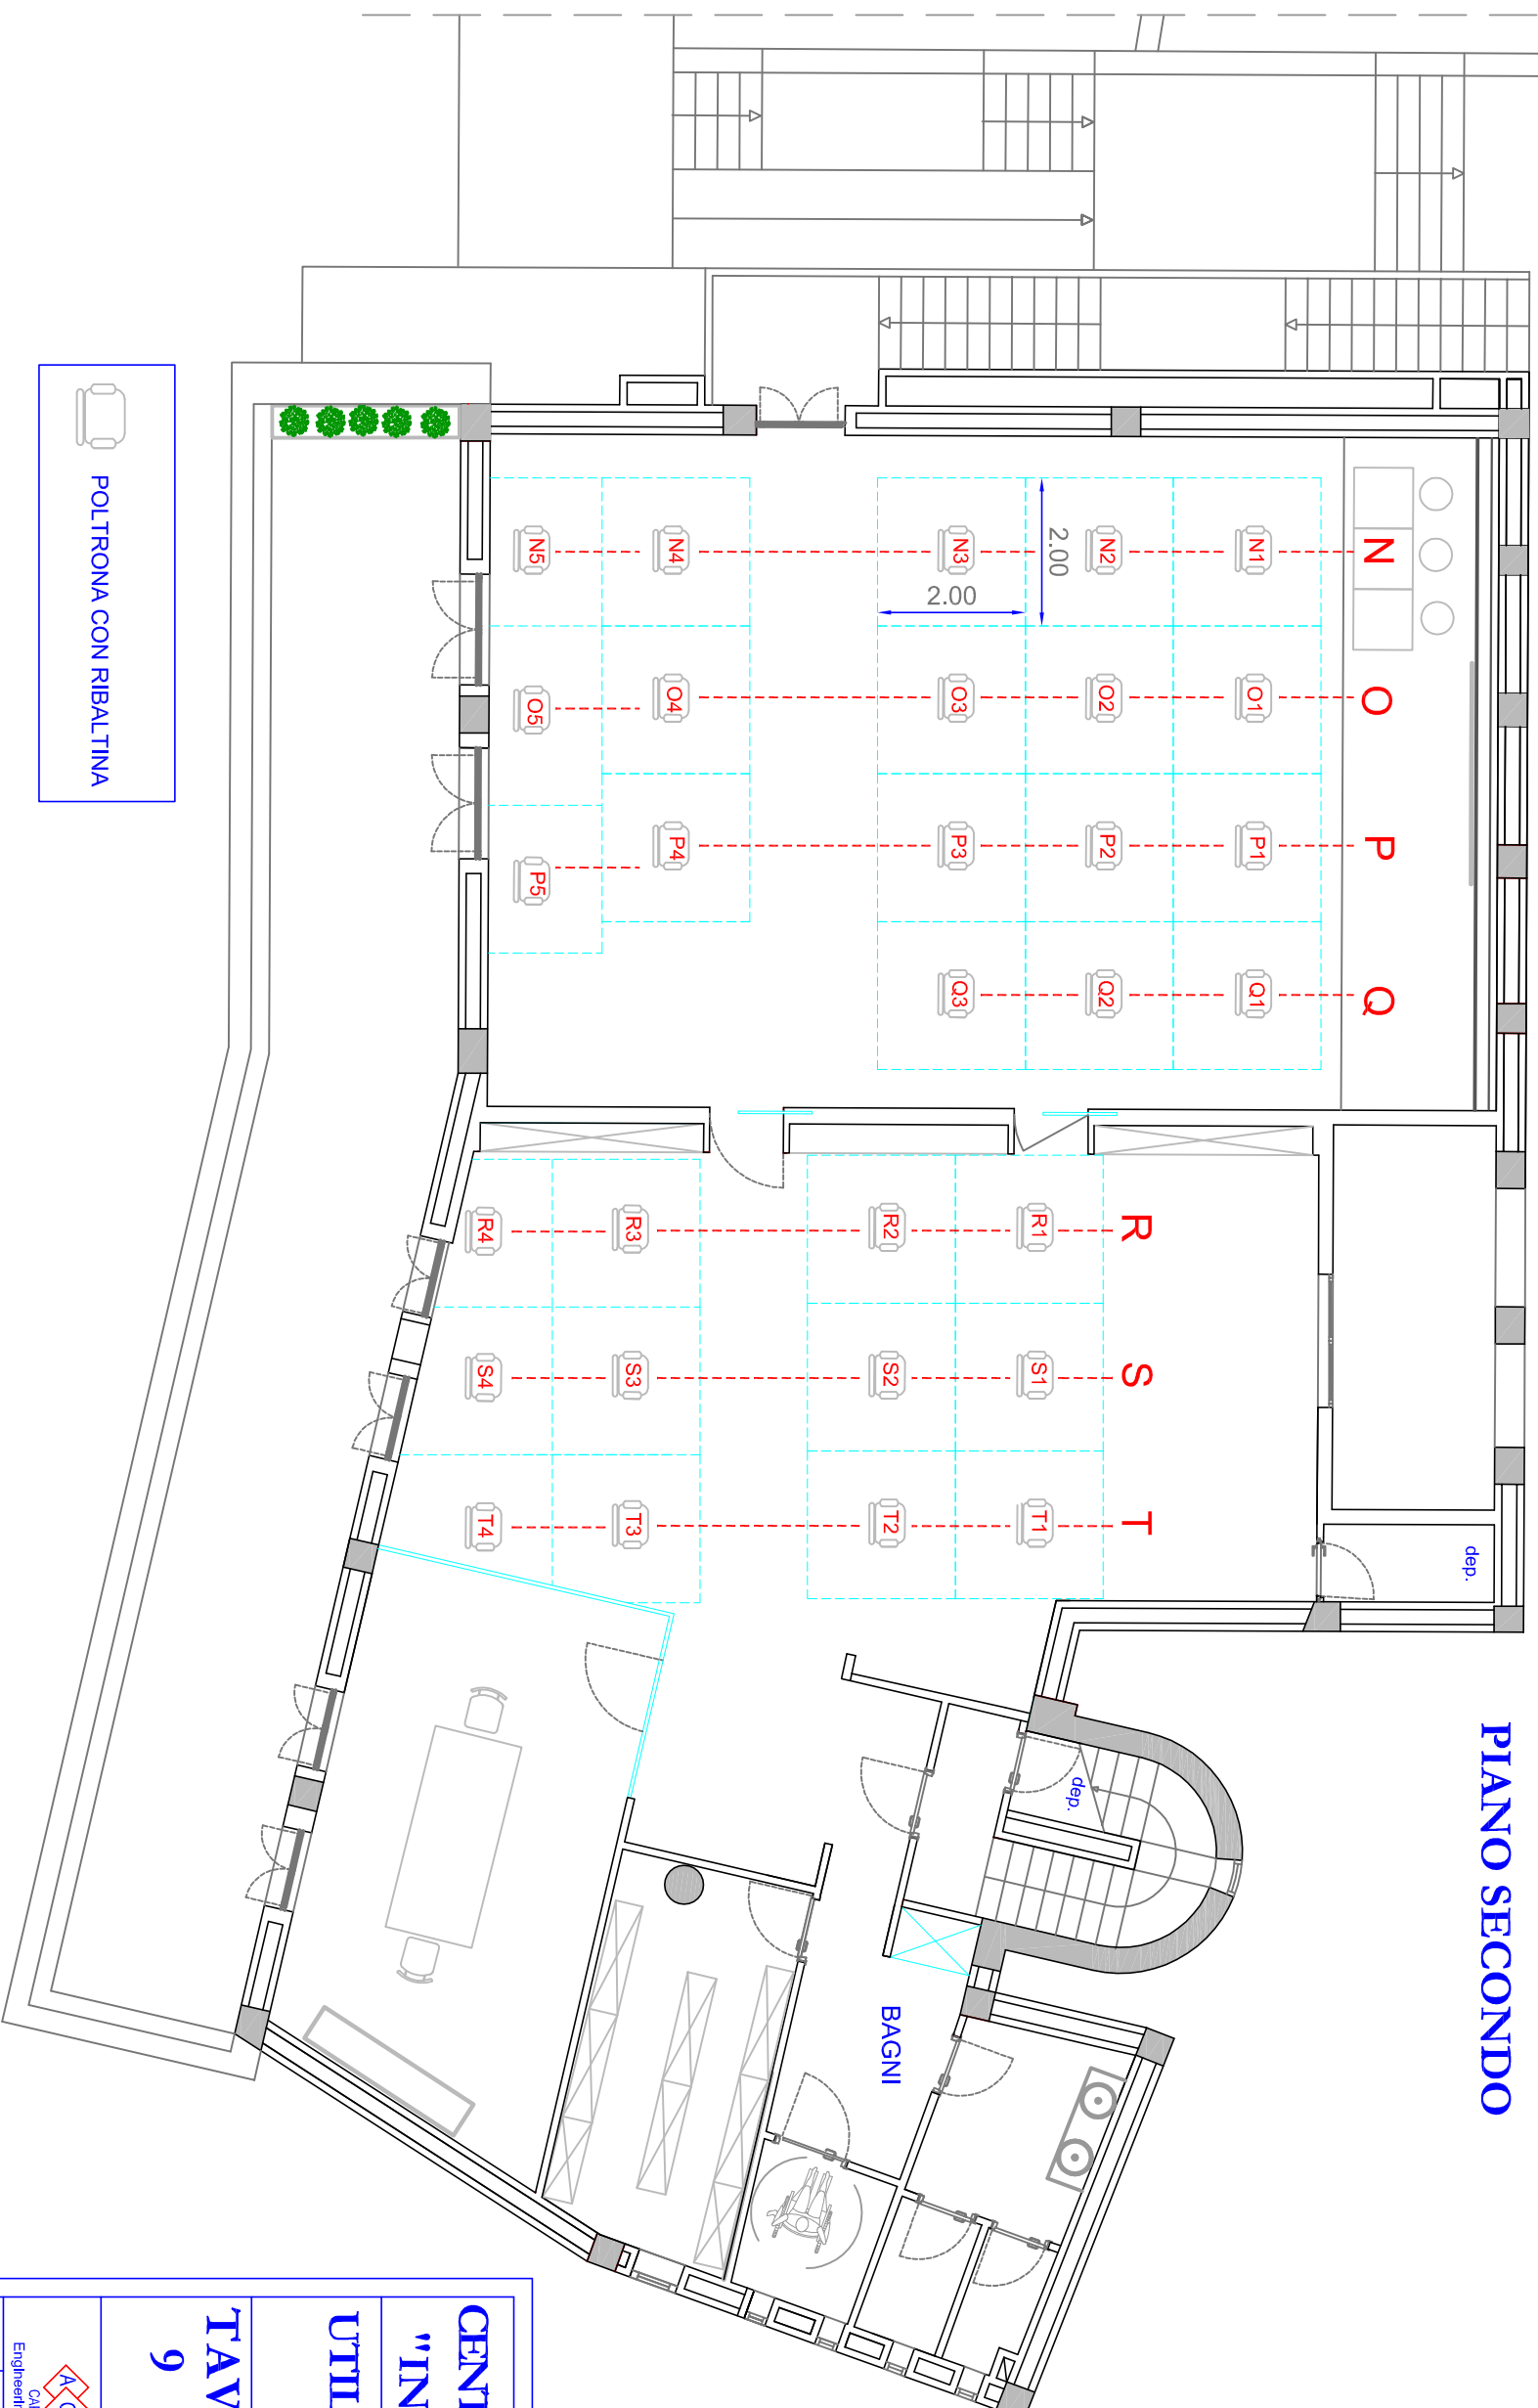 PIANO SECONDO
N O P Q
N1 O1 P1 Q1
N2 O2 P2 Q2
2.00
2.00
N3 O3 P3 Q3
N4 O4 P4
N5 O5 P5
R S T
R1 S1 T1
R2 S2 T2
R3 S3 T3
R4 S4 T4
dep.
dep.
BAGNI
POLTRONA CON RIBALTINA
"IN
TAV
9
A